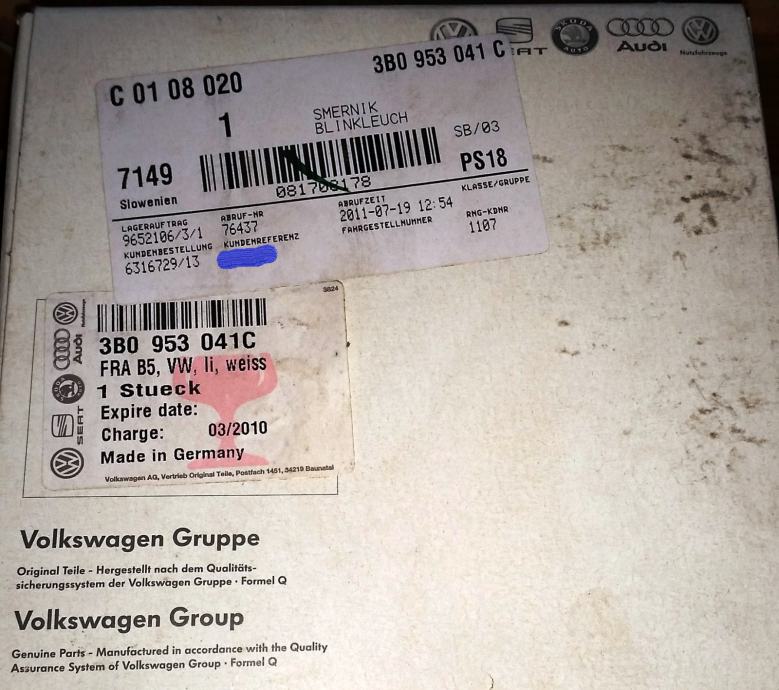 SEAT
SKODA
AUTO
Audi
Nutzfahrzeuge
C 01 08 020
3B0 953 041 C
1
SMERNIK
BLINKLEUCH
SB/03
7149
Slowenien
081708178
PS18
KLASSE/GRUPPE
LAGERAUFTRAG
9652106/3/1
ABRUF-NR
76437
ABRUFZEIT
2011-07-19 12:54
KUNDENBESTELLUNG
6316729/13
KUNDENREFERENZ
FAHRGESTELLNUMMER
RNG-KDNR
1107
3824
3B0 953 041C
FRA B5, VW, li, weiss
1 Stueck
Expire date:
Charge: 03/2010
Made in Germany
Volkswagen AG, Vertrieb Original Teile, Postfach 1451, 34219 Baunatal
Audi
SEAT
Volkswagen Gruppe
Original Teile - Hergestellt nach dem Qualitäts-
sicherungssystem der Volkswagen Gruppe · Formel Q
Volkswagen Group
Genuine Parts - Manufactured in accordance with the Quality
Assurance System of Volkswagen Group · Formel Q